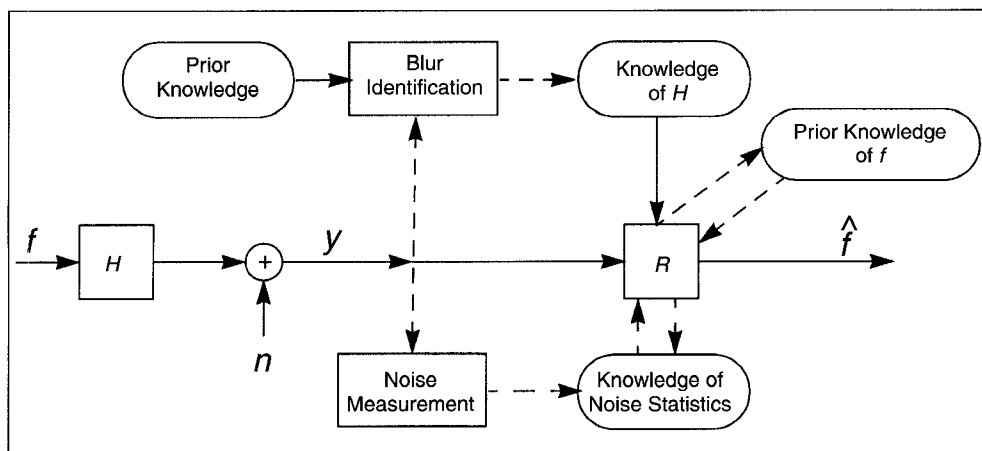 Prior
Knowledge
Blur
Identification
Knowledge
of H
Prior Knowledge
of f
f
H
+
n
y
R
f̂
Noise
Measurement
Knowledge of
Noise Statistics